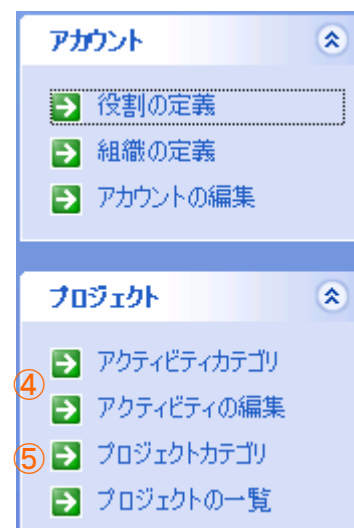 アカウント
役割の定義
組織の定義
アカウントの編集
プロジェクト
アクティビティカテゴリ
④
アクティビティの編集
⑤ プロジェクトカテゴリ
プロジェクトの一覧